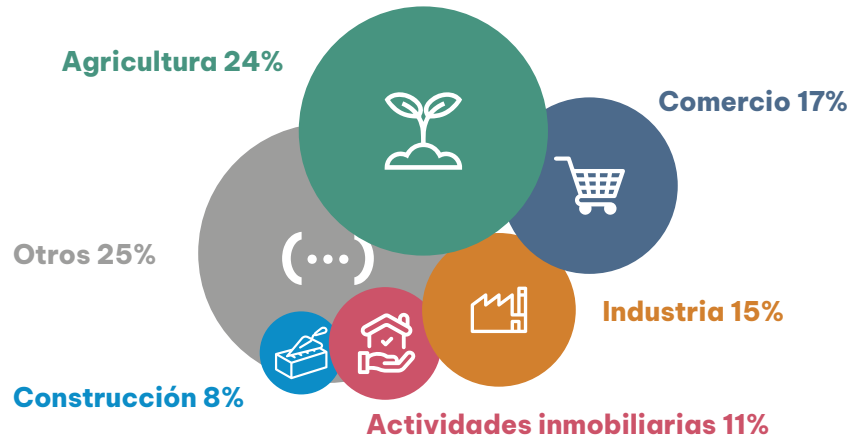 Agricultura 24%
Comercio 17%
Otros 25%
(...)
Industria 15%
Construcción 8%
Actividades inmobiliarias 11%